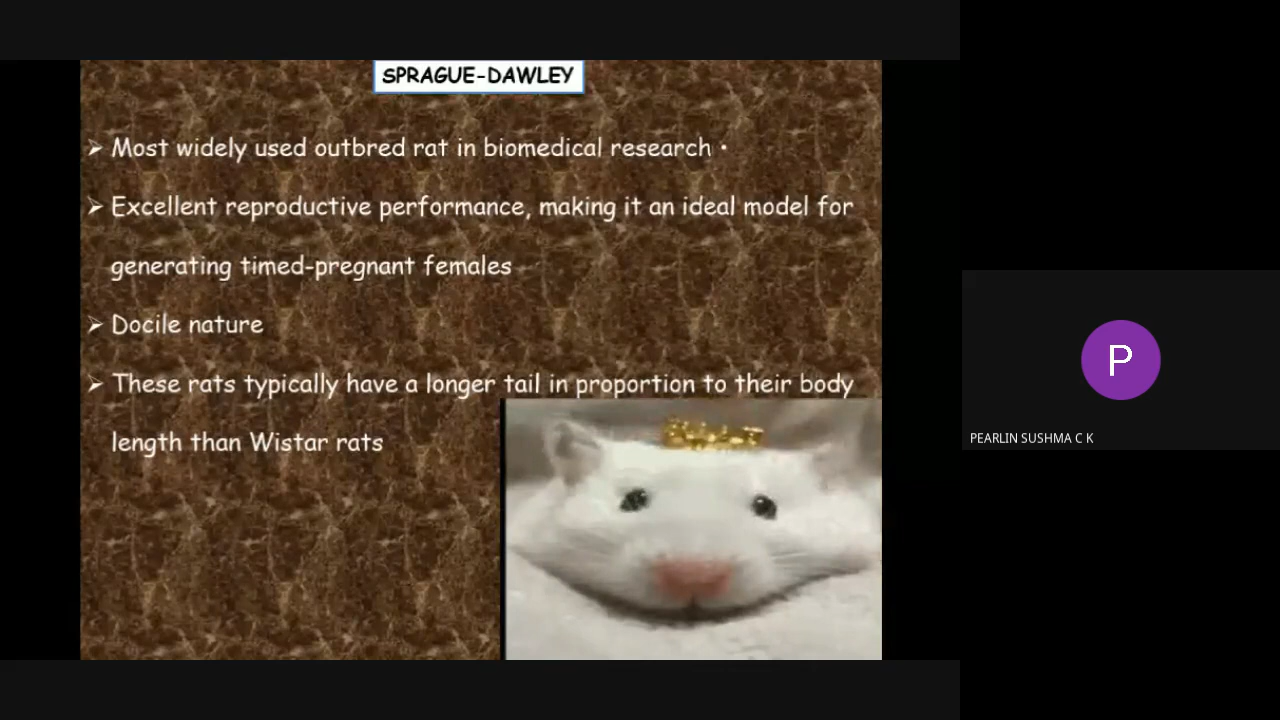 SPRAGUE-DAWLEY
➢ Most widely used outbred rat in biomedical research •
➢ Excellent reproductive performance, making it an ideal model for
generating timed-pregnant females
➢ Docile nature
➢ These rats typically have a longer tail in proportion to their body
length than Wistar rats
P
PEARLIN SUSHMA C K